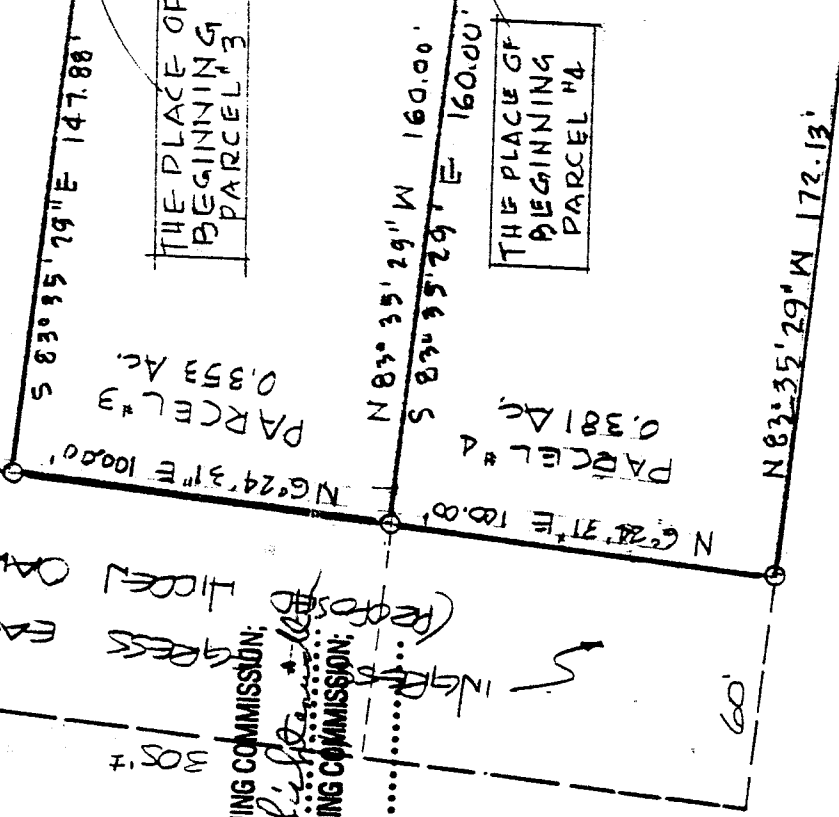 S 83° 35' 29" E 147.88'
THE PLACE OF
BEGINNING
PARCEL #3
N 83° 35' 29" W 160.00'
S 83° 35' 29" E 160.00'
THE PLACE OF
BEGINNING
PARCEL #4
N 83° 35' 29" W 172.13'
PARCEL #3
0.353 Ac.
PARCEL #4
0.381 Ac.
N 6° 24' 31" E 100.00'
N 6° 24' 31" E 100.00'
(PROPOSED HIDDEN
INGRESS
GRESS
60'
305'±
ING COMMISSION;
ING COMMISSION;